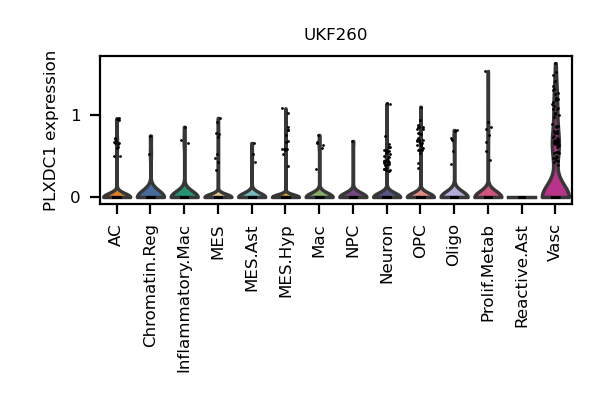 UKF260
PLXDC1 expression
1
0
AC
Chromatin.Reg
Inflammatory.Mac
MES
MES.Ast
MES.Hyp
Mac
NPC
Neuron
OPC
Oligo
Prolif.Metab
Reactive.Ast
Vasc